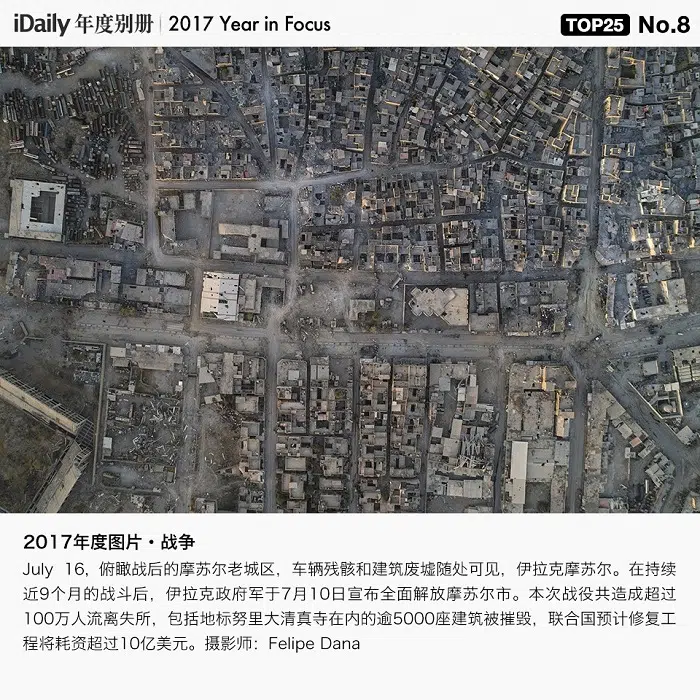 iDaily 年度别册 | 2017 Year in Focus
TOP25 No.8
2017年度图片・战争
July 16，俯瞰战后的摩苏尔老城区，车辆残骸和建筑废墟随处可见，伊拉克摩苏尔。在持续
近9个月的战斗后，伊拉克政府军于7月10日宣布全面解放摩苏尔市。本次战役共造成超过
100万人流离失所，包括地标努里大清真寺在内的逾5000座建筑被摧毁，联合国预计修复工
程将耗资超过10亿美元。摄影师：Felipe Dana